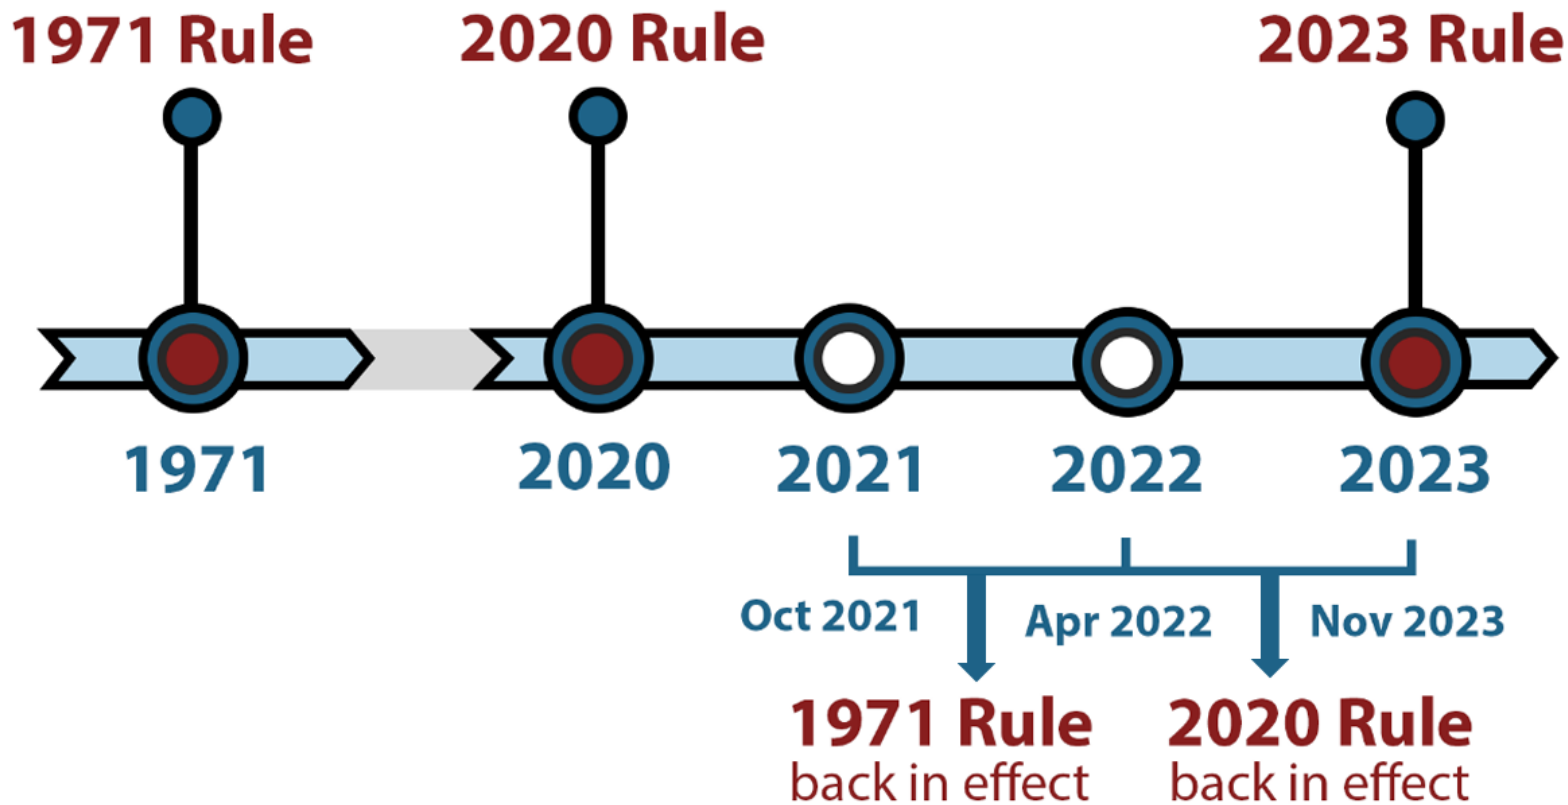 1971 Rule
2020 Rule
2023 Rule
1971
2020
2021
2022
2023
Oct 2021
Apr 2022
Nov 2023
1971 Rule
back in effect
2020 Rule
back in effect